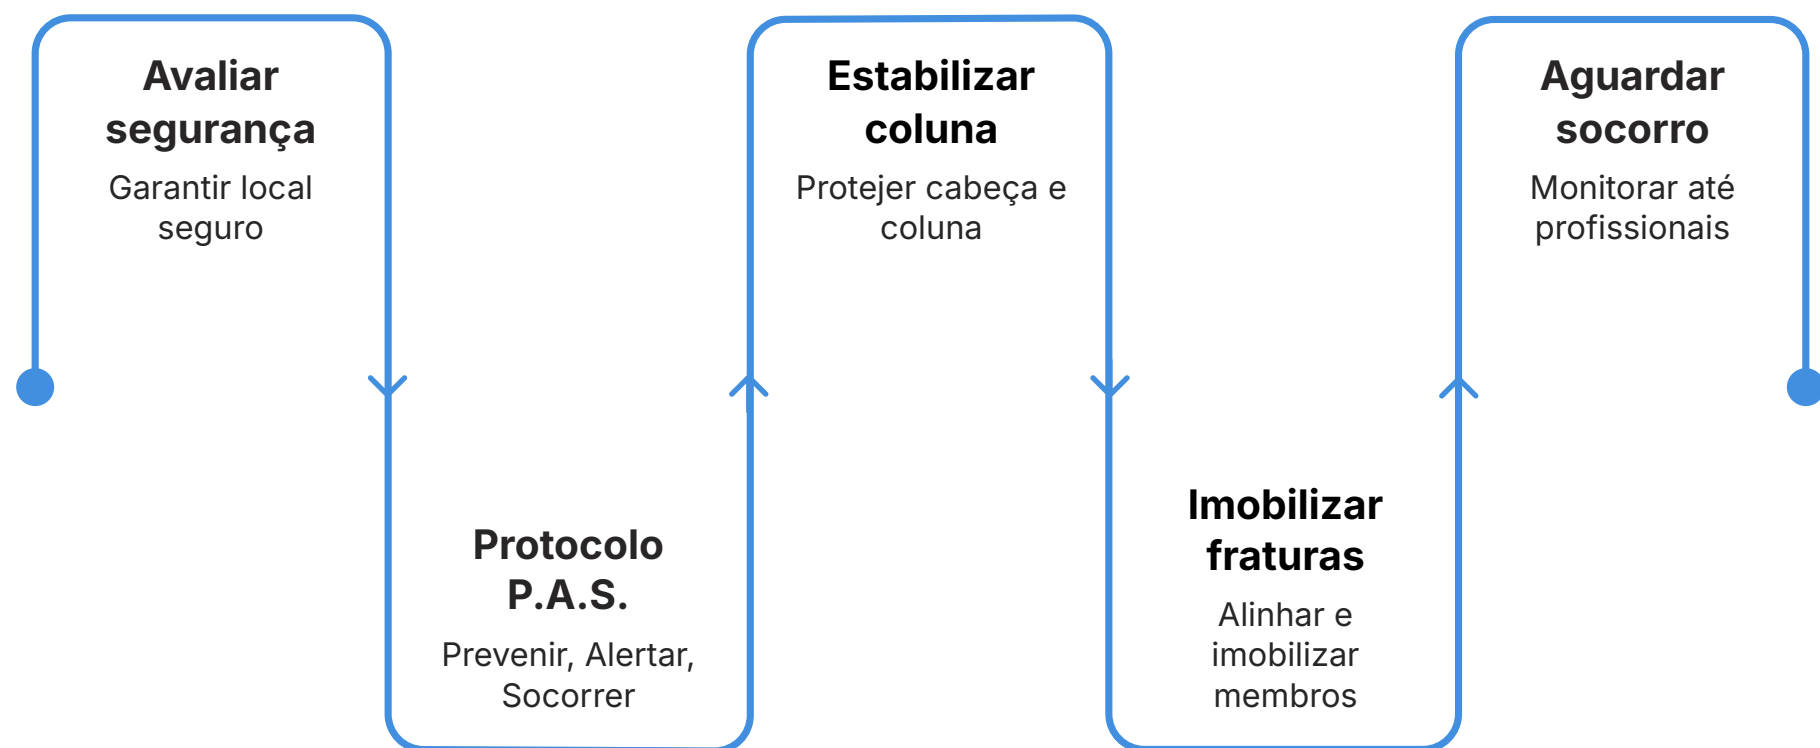 Avaliar
segurança
Garantir local
seguro
Protocolo
P.A.S.
Prevenir, Alertar,
Socorrer
Estabilizar
coluna
Protejer cabeça e
coluna
Imobilizar
fraturas
Alinhar e
imobilizar
membros
Aguardar
socorro
Monitorar até
profissionais